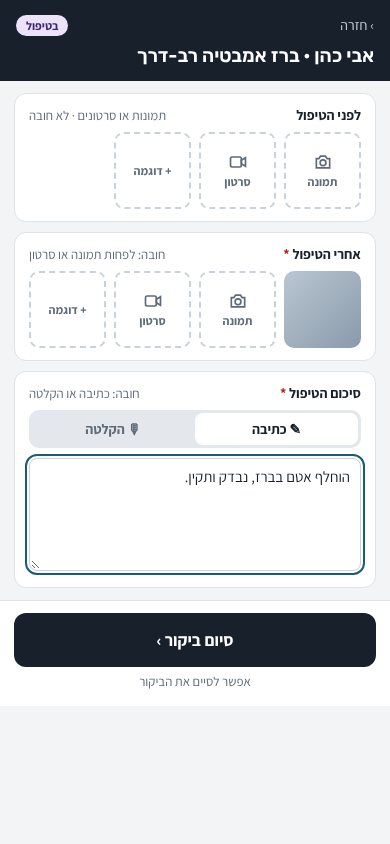 › חזרה
בטיפול
אבי כהן • ברז אמבטיה רב-דרך
לפני הטיפול
תמונות או סרטונים · לא חובה
תמונה
סרטון
+ דוגמה
אחרי הטיפול *
חובה: לפחות תמונה או סרטון
תמונה
סרטון
+ דוגמה
סיכום הטיפול *
חובה: כתיבה או הקלטה
✎ כתיבה
🎙 הקלטה
הוחלף אטם בברז, נבדק ותקין.
סיום ביקור ›
אפשר לסיים את הביקור